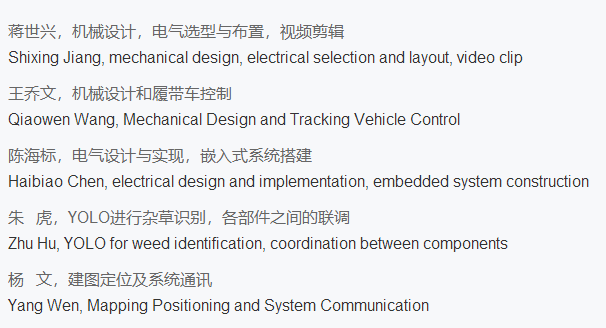 蒋世兴，机械设计，电气选型与布置，视频剪辑
Shixing Jiang, mechanical design, electrical selection and layout, video clip
王乔文，机械设计和履带车控制
Qiaowen Wang, Mechanical Design and Tracking Vehicle Control
陈海标，电气设计与实现，嵌入式系统搭建
Haibiao Chen, electrical design and implementation, embedded system construction
朱 虎，YOLO进行杂草识别，各部件之间的联调
Zhu Hu, YOLO for weed identification, coordination between components
杨 文，建图定位及系统通讯
Yang Wen, Mapping Positioning and System Communication